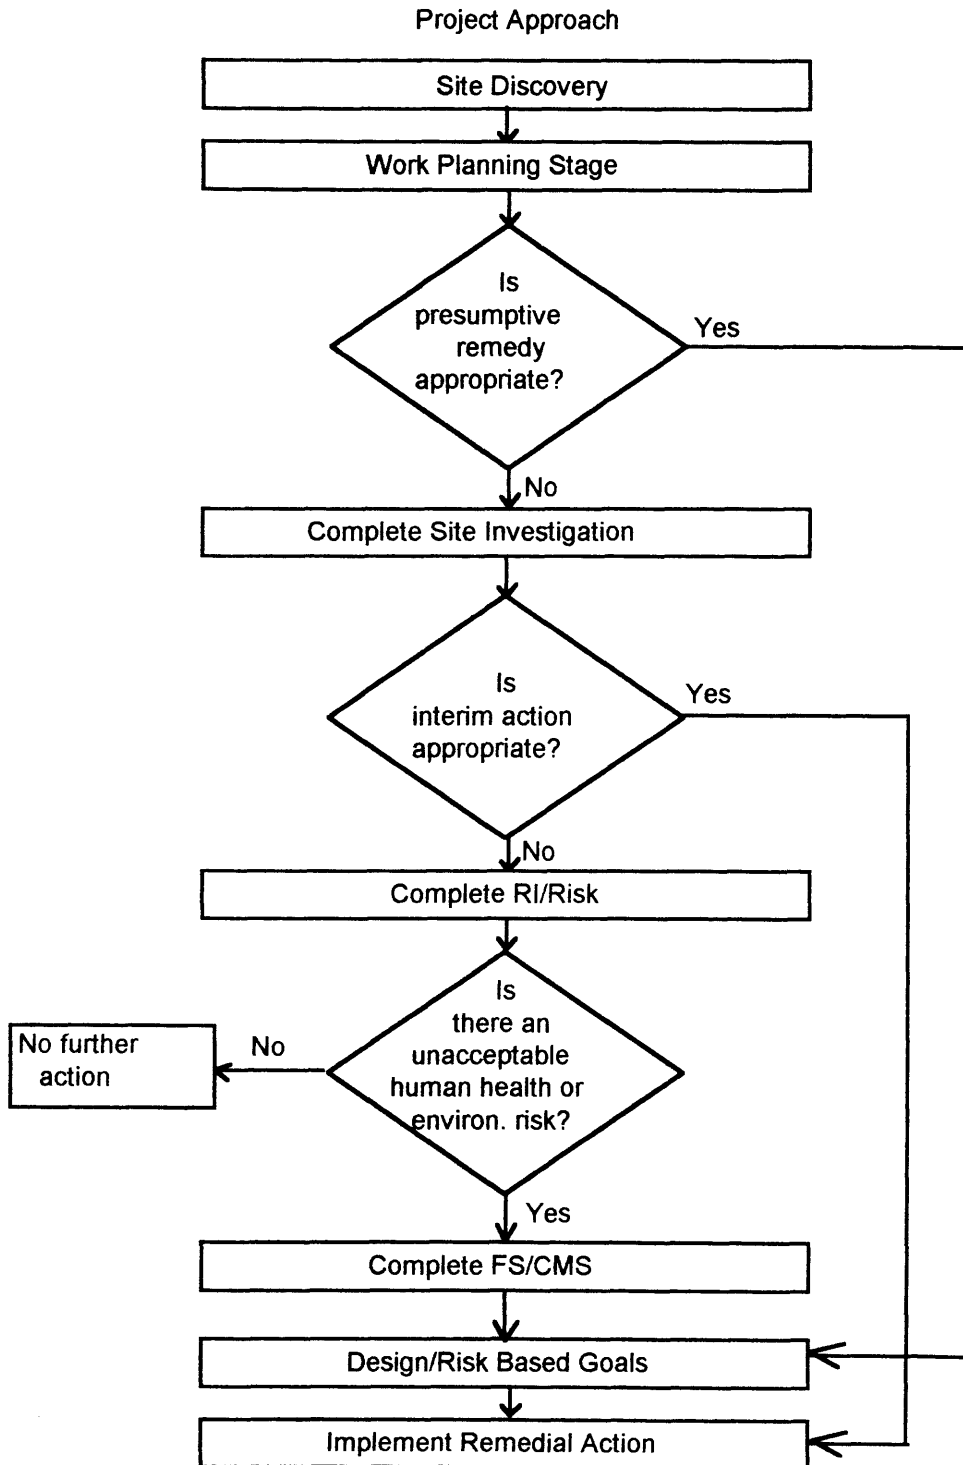 Project Approach
Site Discovery
Work Planning Stage
Is
presumptive
remedy
appropriate?
Yes
No
Complete Site Investigation
Is
interim action
appropriate?
Yes
No
Complete RI/Risk
Is
there an
unacceptable
human health or
environ. risk?
No
No further
action
Yes
Complete FS/CMS
Design/Risk Based Goals
Implement Remedial Action